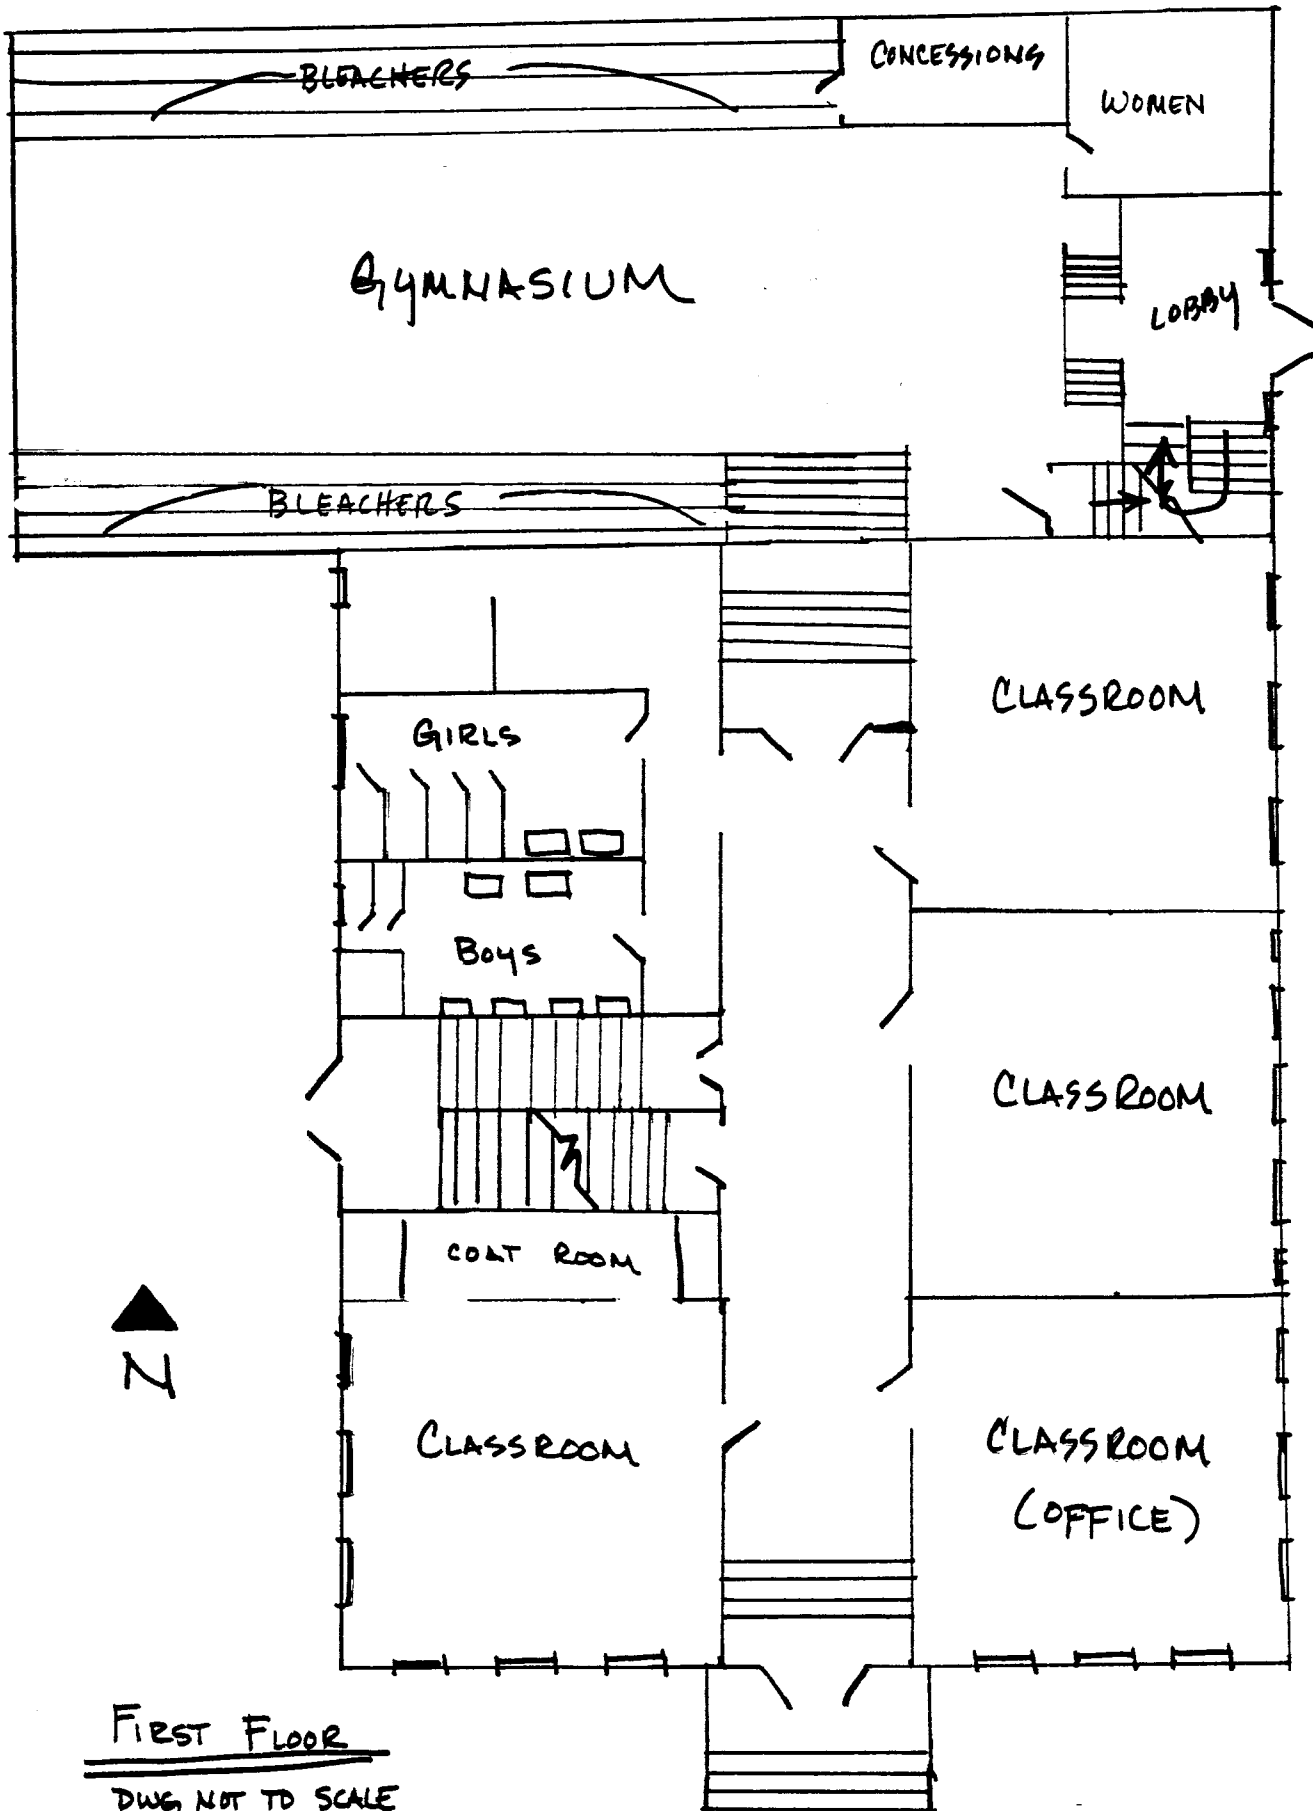 CONCESSIONS
BLEACHERS
WOMEN
GYMNASIUM
LOBBY
BLEACHERS
CLASSROOM
GIRLS
BOYS
CLASSROOM
COAT ROOM
N
CLASSROOM
CLASSROOM
(OFFICE)
FIRST FLOOR
DWG NOT TO SCALE